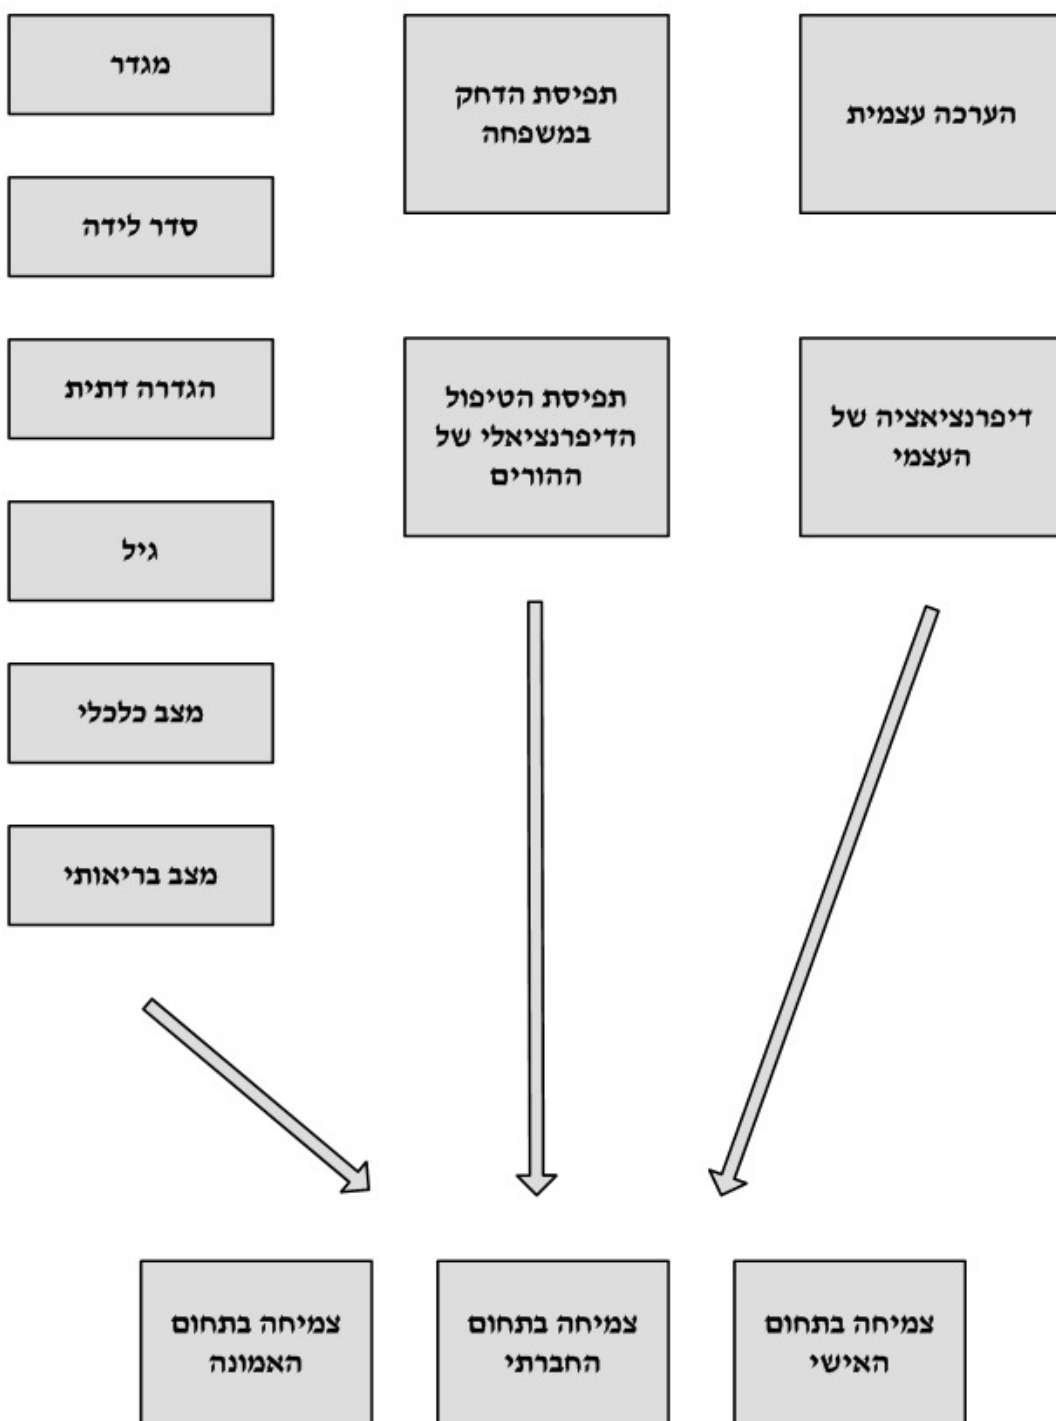 מגדר
סדר לידה
הגדרה דתית
גיל
מצב כלכלי
מצב בריאותי
תפיסת הדחק
במשפחה
תפיסת הטיפול
הדיפרנציאלי של
ההורים
הערכה עצמית
דיפרנציאציה של
העצמי
צמיחה בתחום
האישי
צמיחה בתחום
החברתי
צמיחה בתחום
האמונה